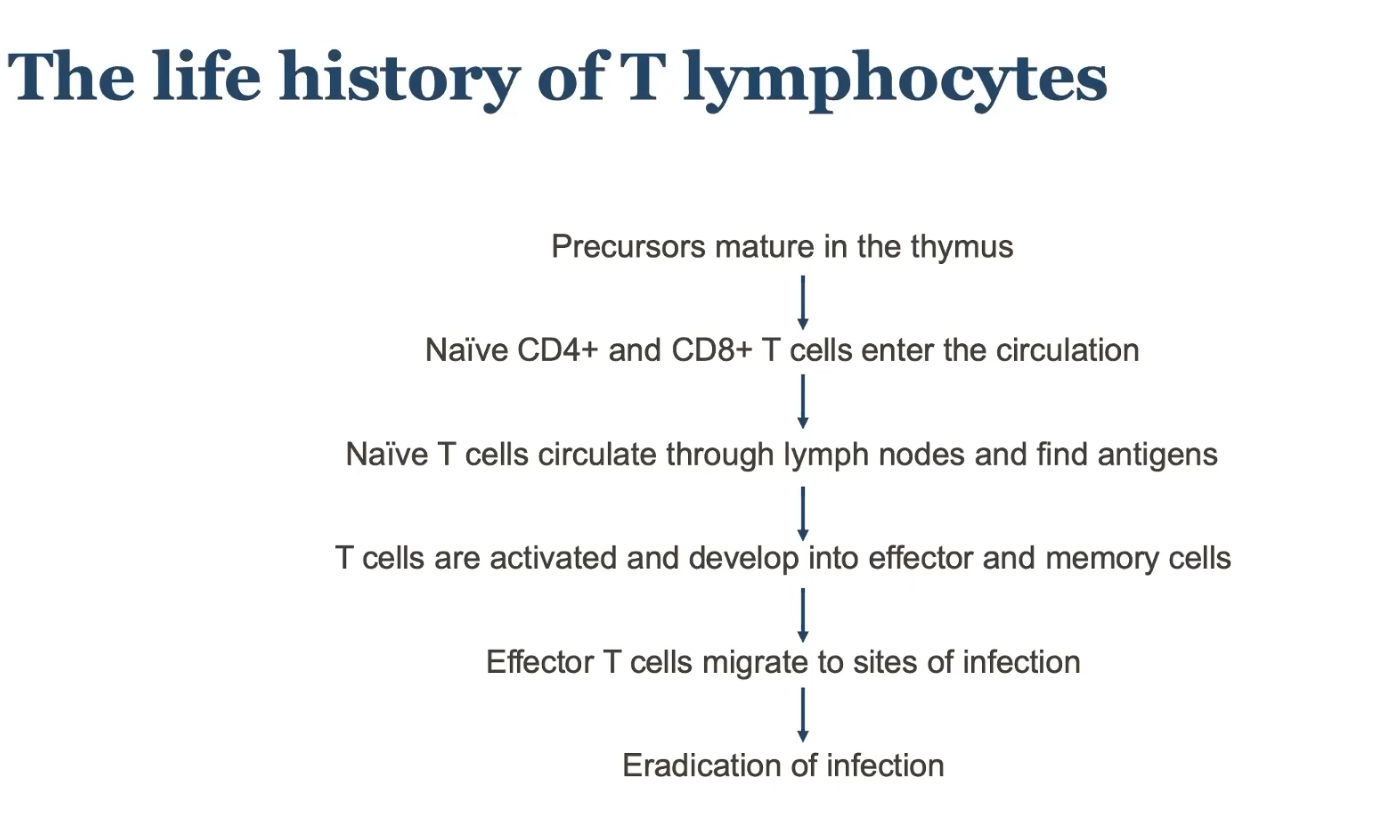 The life history of T lymphocytes
Precursors mature in the thymus
Naïve CD4+ and CD8+ T cells enter the circulation
Naïve T cells circulate through lymph nodes and find antigens
T cells are activated and develop into effector and memory cells
Effector T cells migrate to sites of infection
Eradication of infection